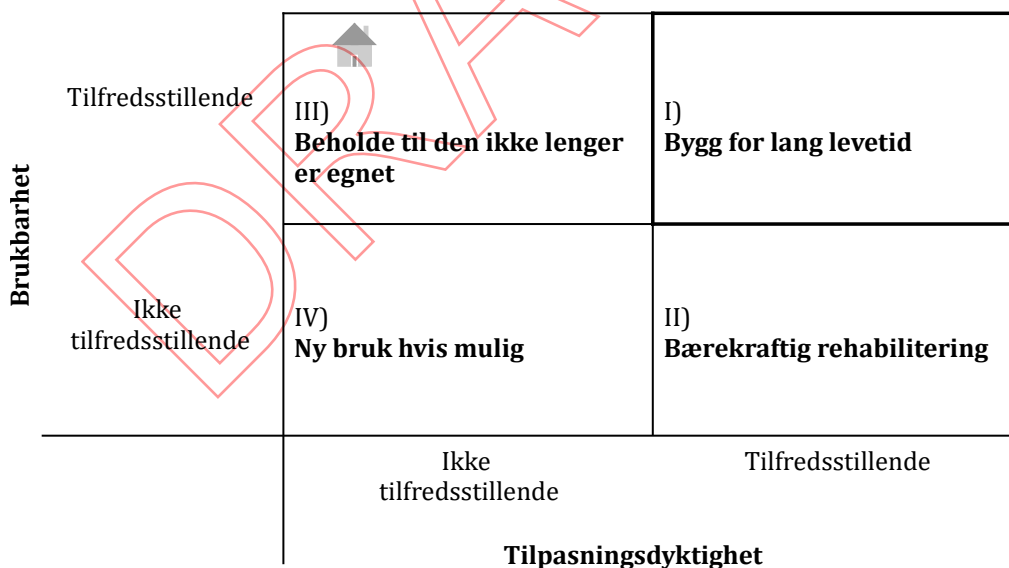 Brukbarhet
Tilfredsstillende
III)
Beholde til den ikke lenger
er egnet
I)
Bygg for lang levetid
Ikke
tilfredsstillende
IV)
Ny bruk hvis mulig
II)
Bærekraftig rehabilitering
Ikke
tilfredsstillende
Tilfredsstillende
Tilpasningsdyktighet
DRA